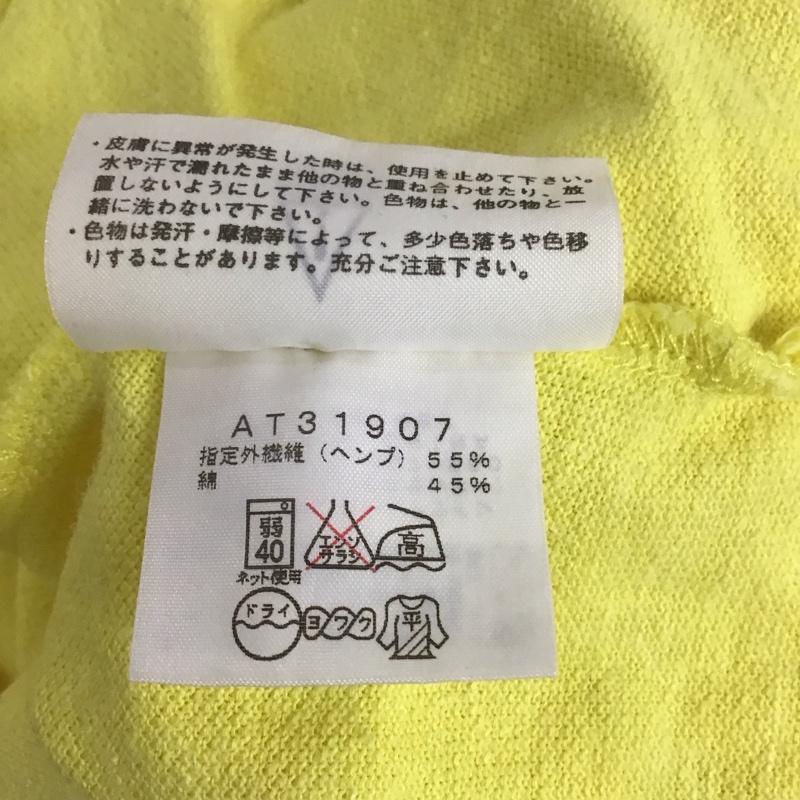 ・皮膚に異常が発生した時は、使用を止めて下さい。
水や汗で濡れたまま他の物と重ね合わせたり、放
置しないようにして下さい。色物は、他の物と一
緒に洗わないで下さい。
・色物は発汗・摩擦等によって、多少色落ちや色移
りすることがあります。充分ご注意下さい。
AT31907
指定外繊維（ヘンプ） 55%
綿 45%
弱
40
ネット使用
エンソ
サラシ
高
ドライ
ヨワク
平